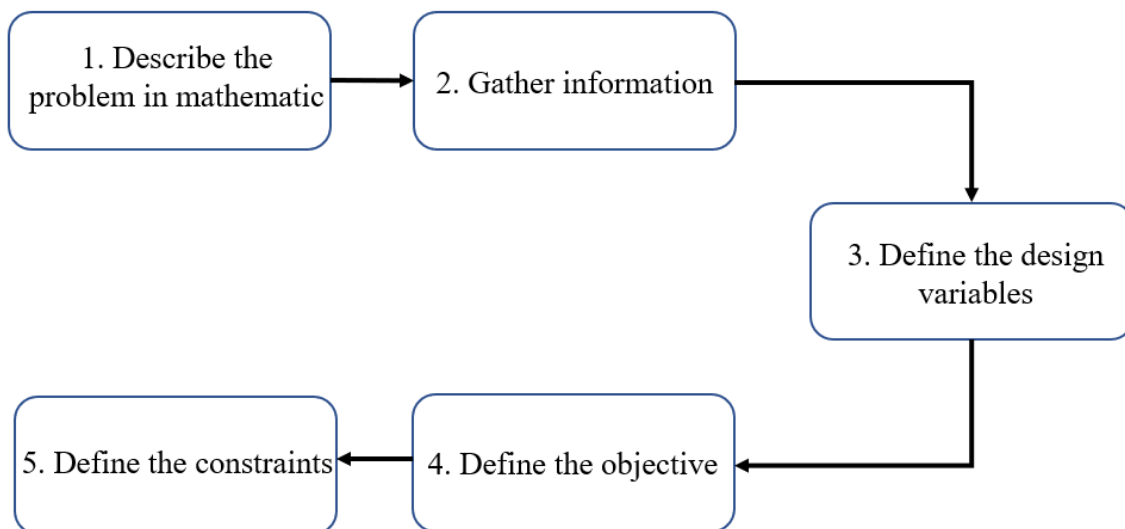 1. Describe the
problem in mathematic
2. Gather information
3. Define the design
variables
4. Define the objective
5. Define the constraints